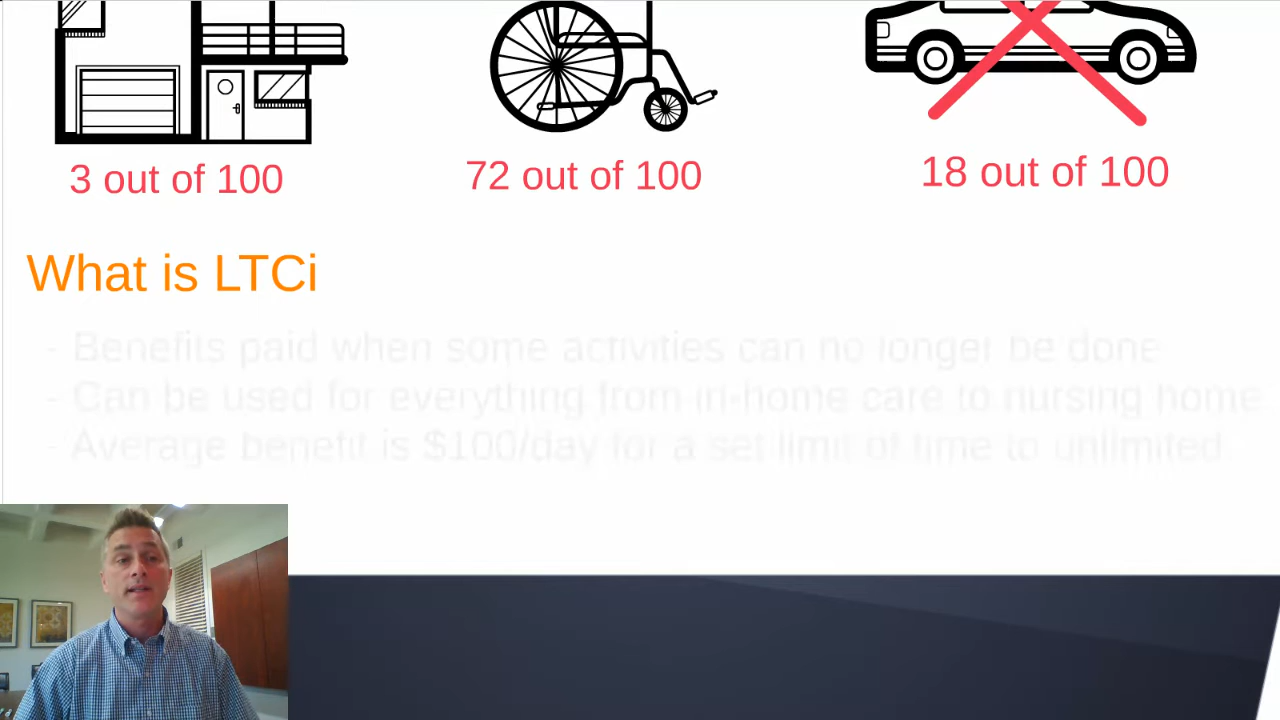 3 out of 100
72 out of 100
18 out of 100
What is LTCi
- Benefits paid when some activities can no longer be done
- Can be used for everything from in-home care to nursing home
- Average benefit is $100/day for a set limit of time to unlimited